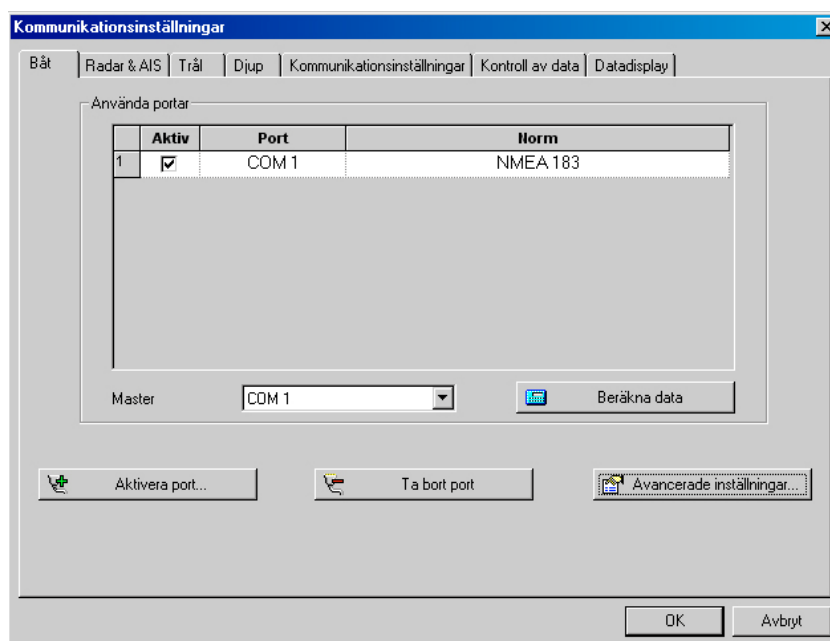 Kommunikationsinställningar
Båt Radar & AIS Trål Djup Kommunikationsinställningar Kontroll av data Datadisplay
Använda portar
Aktiv Port Norm
1 COM 1 NMEA 183
Master COM 1 Beräkna data
Aktivera port... Ta bort port Avancerade inställningar...
OK Avbryt